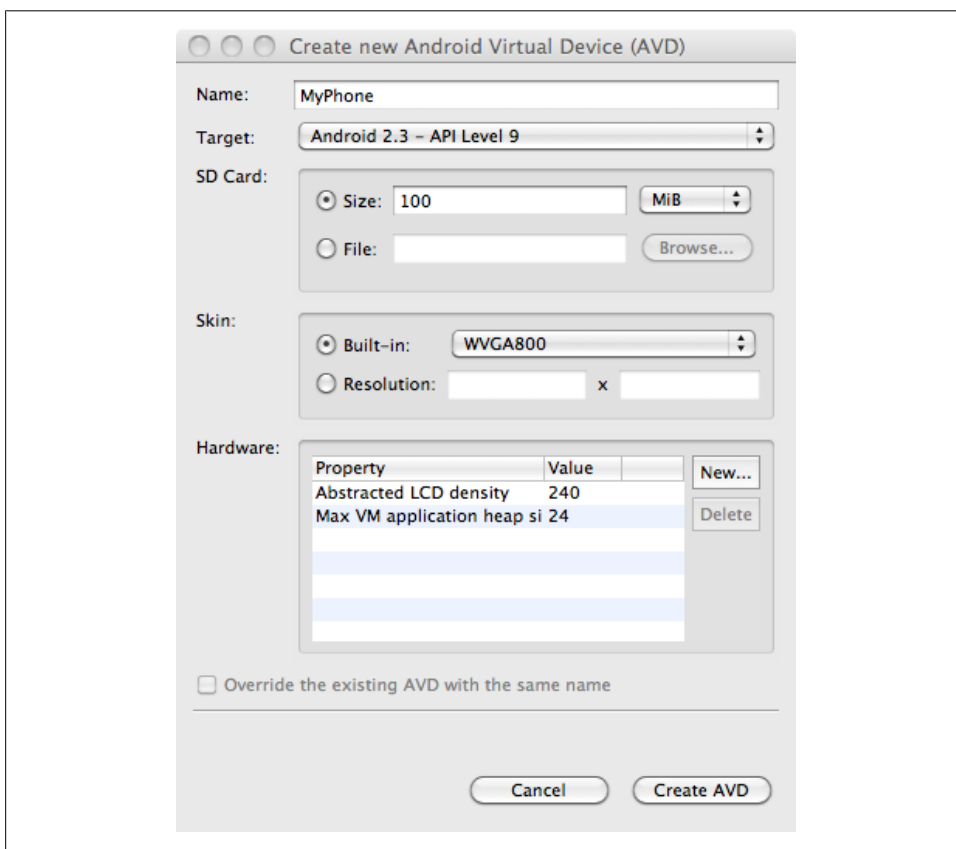 Create new Android Virtual Device (AVD)
Name: MyPhone
Target: Android 2.3 - API Level 9
SD Card:
Size: 100 MiB
File: Browse...
Skin:
Built-in: WVGA800
Resolution: x
Hardware:
Property Value New...
Abstracted LCD density 240
Max VM application heap si 24 Delete
Override the existing AVD with the same name
Cancel Create AVD